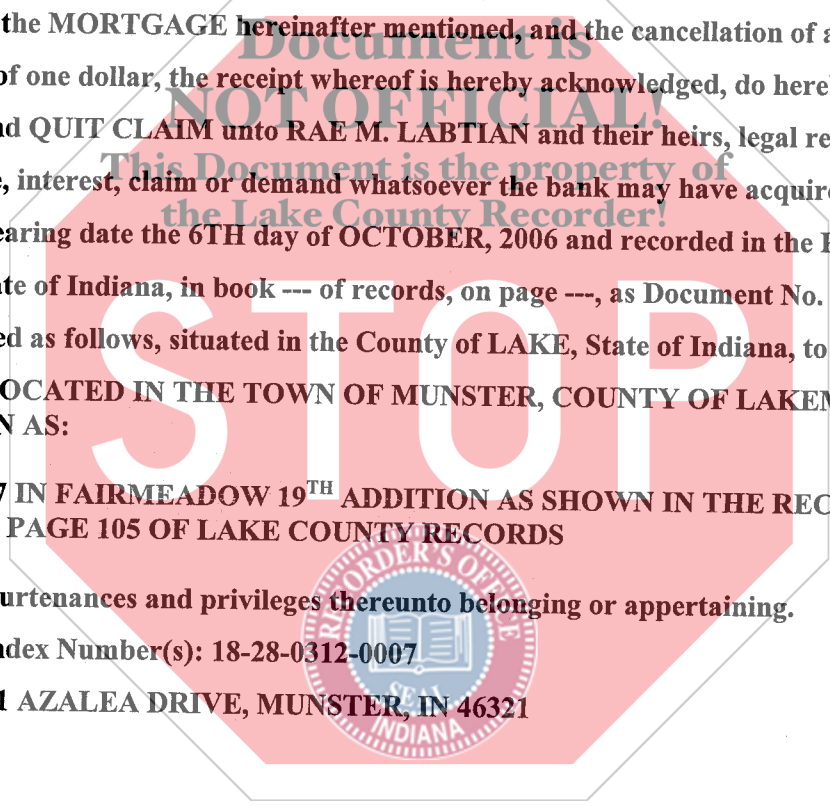 the MORTGAGE hereinafter mentioned, and the cancellation of a
Document is
of one dollar, the receipt whereof is hereby acknowledged, do here
NOT OFFICIAL!
nd QUIT CLAIM unto RAE M. LABTIAN and their heirs, legal re
This Document is the property of
e, interest, claim or demand whatsoever the bank may have acquire
the Lake County Recorder!
earing date the 6TH day of OCTOBER, 2006 and recorded in the
ate of Indiana, in book --- of records, on page ---, as Document No.
ed as follows, situated in the County of LAKE, State of Indiana, to
STOP
OCATED IN THE TOWN OF MUNSTER, COUNTY OF LAKE
N AS:
7 IN FAIRMEADOW 19TH ADDITION AS SHOWN IN THE REC
PAGE 105 OF LAKE COUNTY RECORDS
RECORDER'S OFFICE
urtenances and privileges thereunto belonging or appertaining.
ndex Number(s): 18-28-0312-0007
SEAL
1 AZALEA DRIVE, MUNSTER, IN 46321
INDIANA